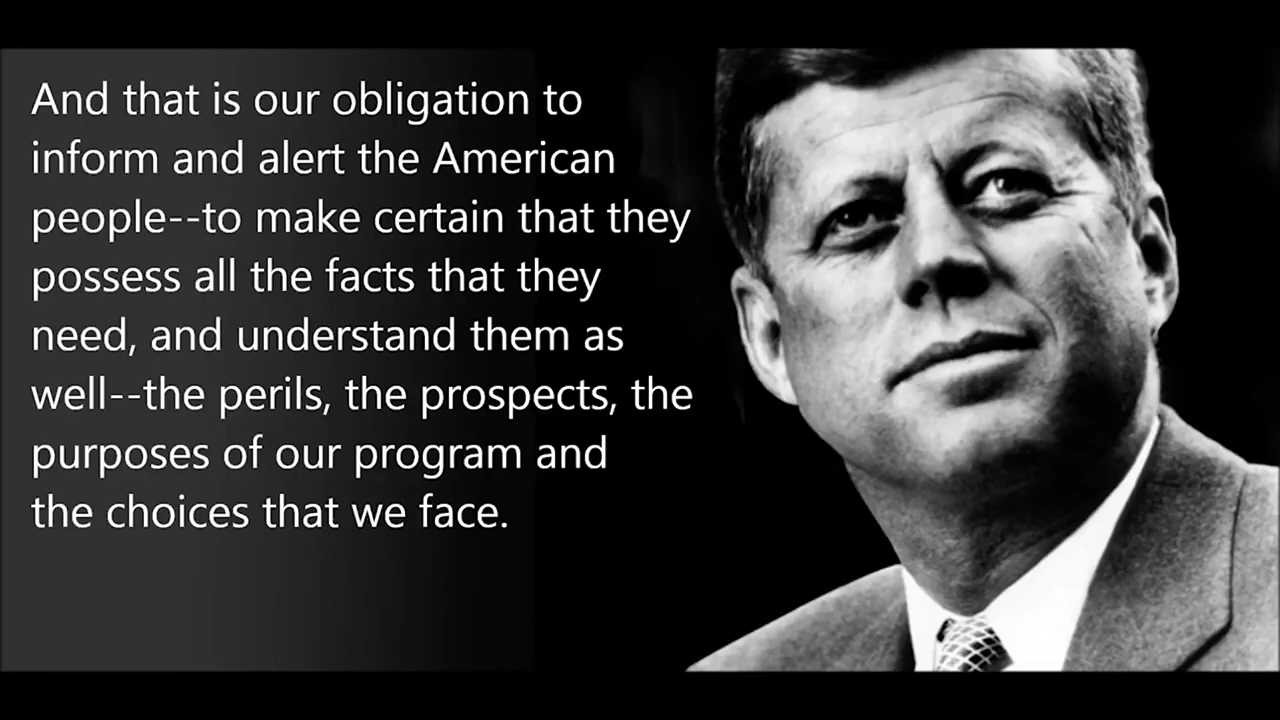 And that is our obligation to
inform and alert the American
people--to make certain that they
possess all the facts that they
need, and understand them as
well--the perils, the prospects, the
purposes of our program and
the choices that we face.